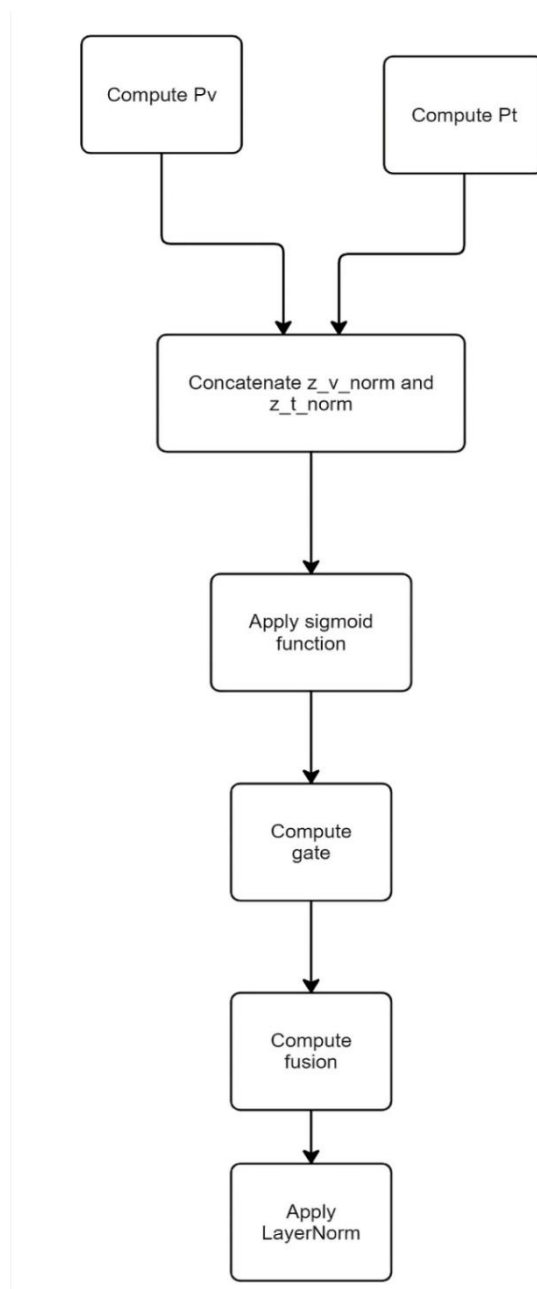 Compute Pv
Compute Pt
Concatenate z_v_norm and
z_t_norm
Apply sigmoid
function
Compute
gate
Compute
fusion
Apply
LayerNorm